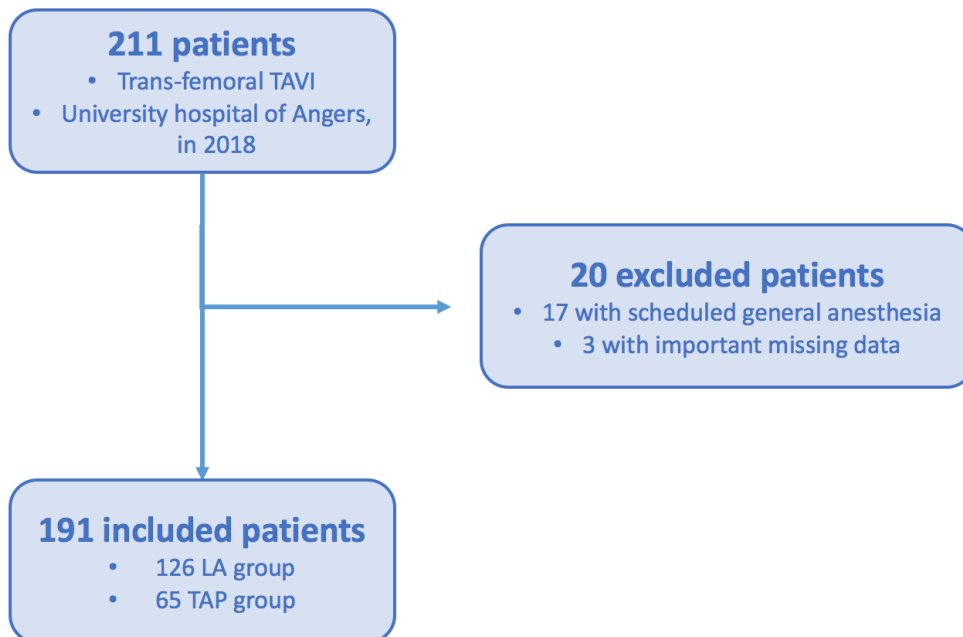 211 patients
• Trans-femoral TAVI
• University hospital of Angers,
in 2018
20 excluded patients
• 17 with scheduled general anesthesia
• 3 with important missing data
191 included patients
• 126 LA group
• 65 TAP group